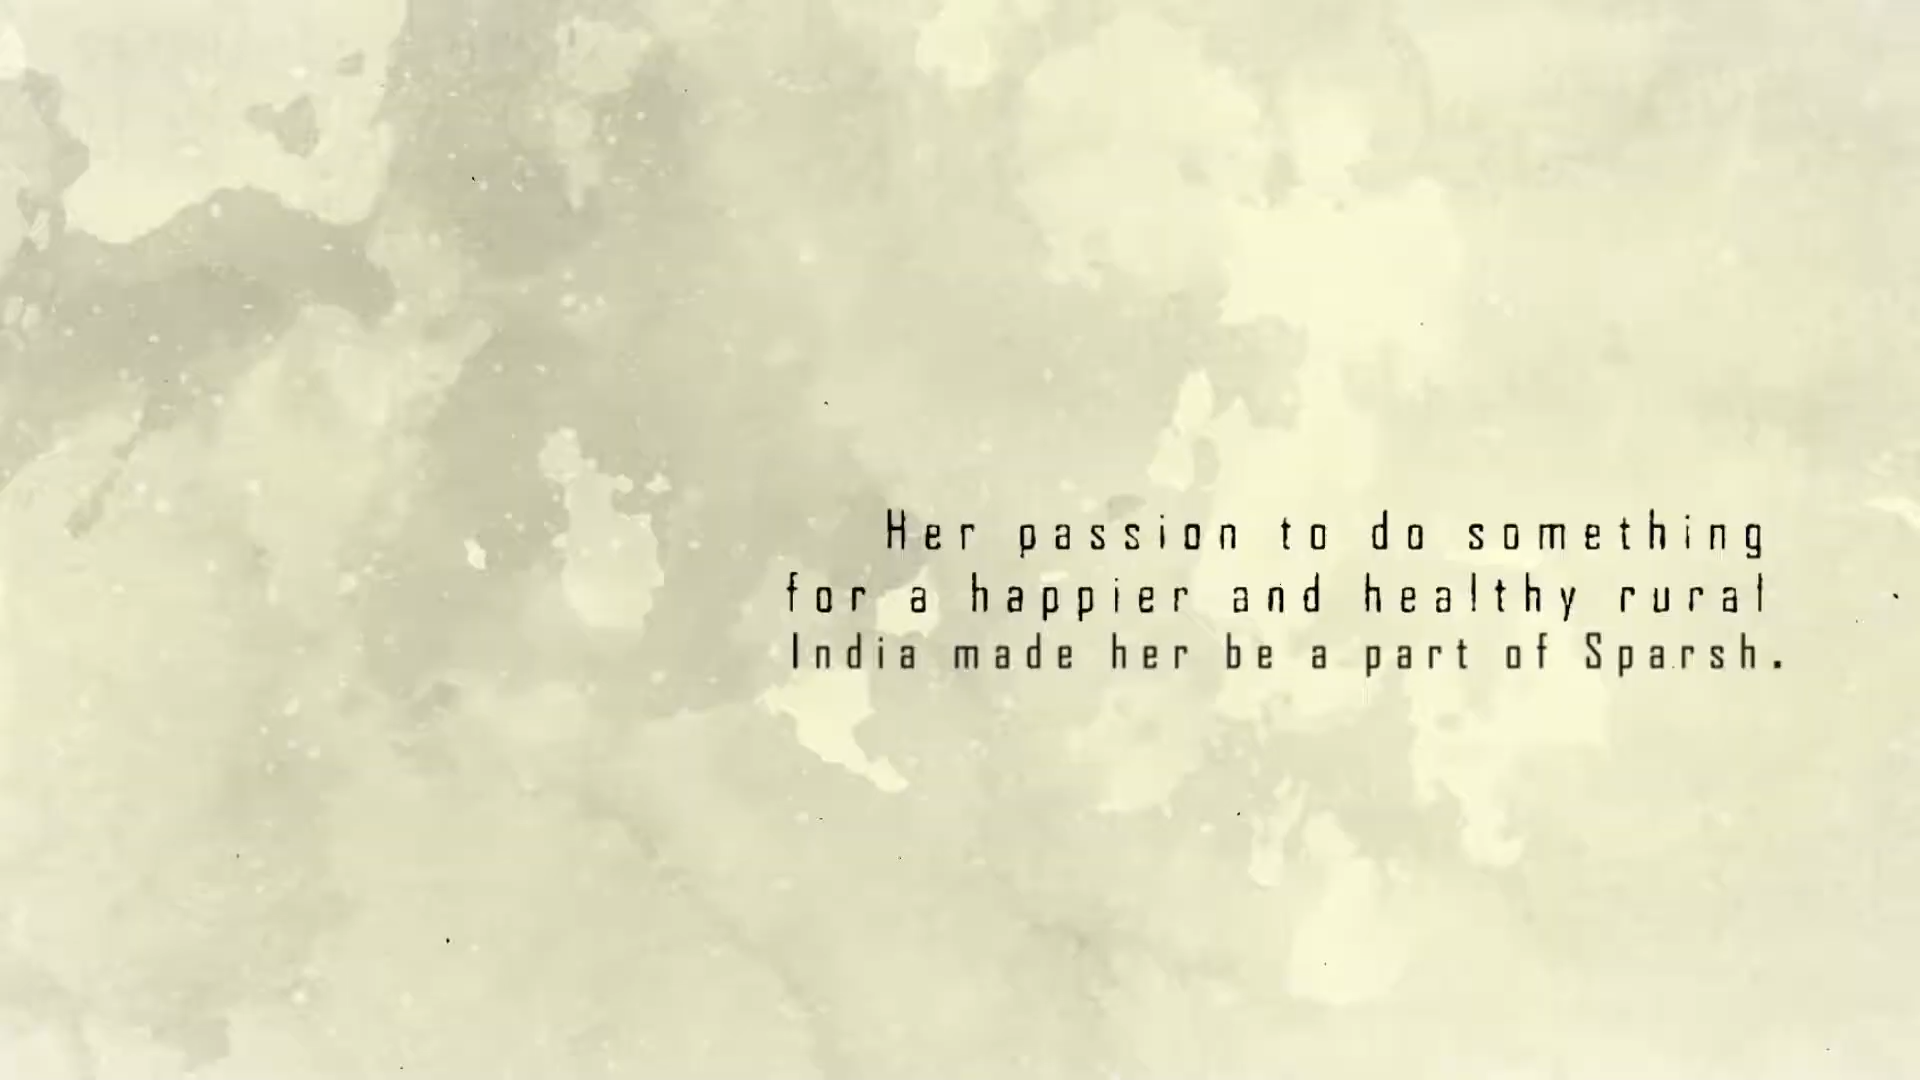 Her passion to do something
for a happier and healthy rural
India made her be a part of Sparsh.